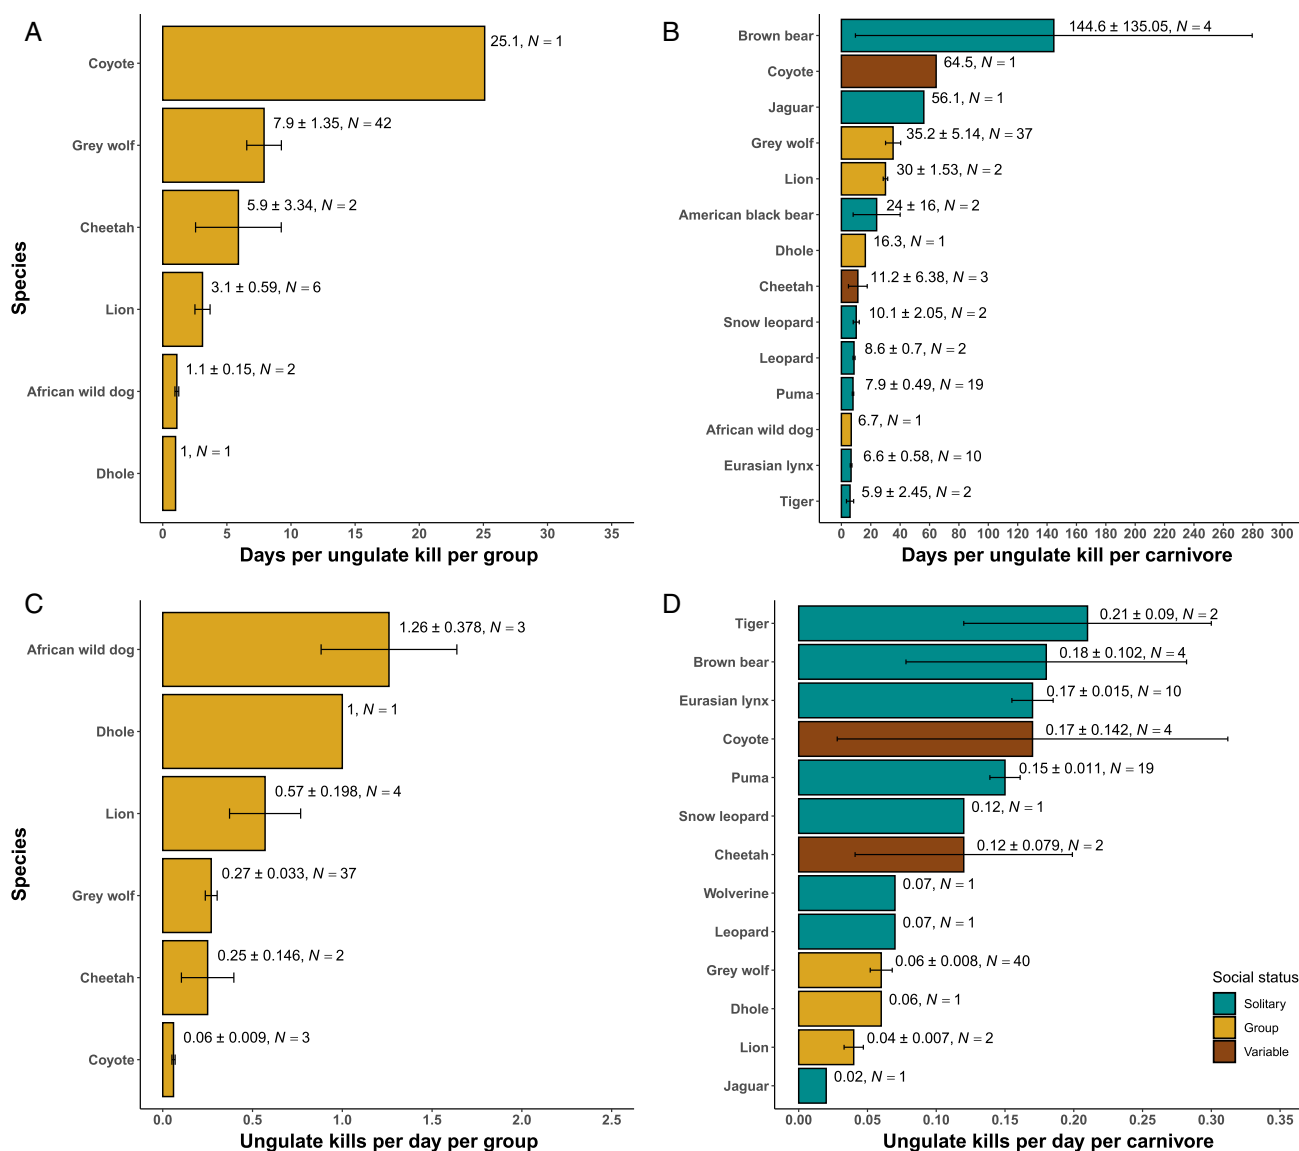 A
Species
Coyote
25.1, N = 1
Grey wolf
7.9 ± 1.35, N = 42
Cheetah
5.9 ± 3.34, N = 2
Lion
3.1 ± 0.59, N = 6
African wild dog
1.1 ± 0.15, N = 2
Dhole
1, N = 1
0 5 10 15 20 25 30 35
Days per ungulate kill per group
B
Brown bear
144.6 ± 135.05, N = 4
Coyote
64.5, N = 1
Jaguar
56.1, N = 1
Grey wolf
35.2 ± 5.14, N = 37
Lion
30 ± 1.53, N = 2
American black bear
24 ± 16, N = 2
Dhole
16.3, N = 1
Cheetah
11.2 ± 6.38, N = 3
Snow leopard
10.1 ± 2.05, N = 2
Leopard
8.6 ± 0.7, N = 2
Puma
7.9 ± 0.49, N = 19
African wild dog
6.7, N = 1
Eurasian lynx
6.6 ± 0.58, N = 10
Tiger
5.9 ± 2.45, N = 2
0 20 40 60 80 100 120 140 160 180 200 220 240 260 280 300
Days per ungulate kill per carnivore
C
Species
African wild dog
1.26 ± 0.378, N = 3
Dhole
1, N = 1
Lion
0.57 ± 0.198, N = 4
Grey wolf
0.27 ± 0.033, N = 37
Cheetah
0.25 ± 0.146, N = 2
Coyote
0.06 ± 0.009, N = 3
0.0 0.5 1.0 1.5 2.0 2.5
Ungulate kills per day per group
D
Tiger
0.21 ± 0.09, N = 2
Brown bear
0.18 ± 0.102, N = 4
Eurasian lynx
0.17 ± 0.015, N = 10
Coyote
0.17 ± 0.142, N = 4
Puma
0.15 ± 0.011, N = 19
Snow leopard
0.12, N = 1
Cheetah
0.12 ± 0.079, N = 2
Wolverine
0.07, N = 1
Leopard
0.07, N = 1
Grey wolf
0.06 ± 0.008, N = 40
Dhole
0.06, N = 1
Lion
0.04 ± 0.007, N = 2
Jaguar
0.02, N = 1
0.00 0.05 0.10 0.15 0.20 0.25 0.30 0.35
Ungulate kills per day per carnivore
Social status
Solitary
Group
Variable